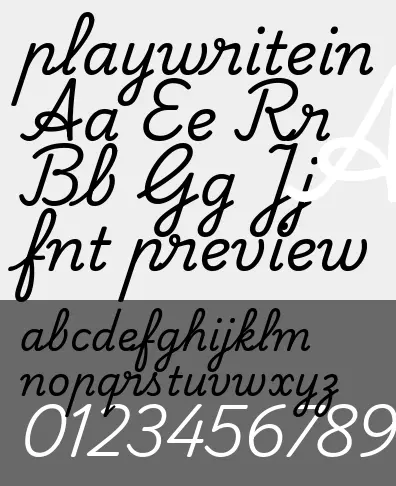 playwritein
Aa Ee Rr
Bb Gg Jj
fnt preview
abcdefghijklm
nopqrstuvwxyz
0123456789